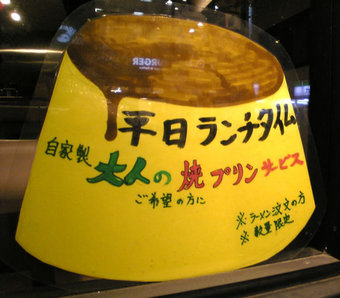 BURGER
平日ランチタイム
自家製 大人の焼プリンサービス
ご希望の方に
※ラーメン注文の方
※数量限定